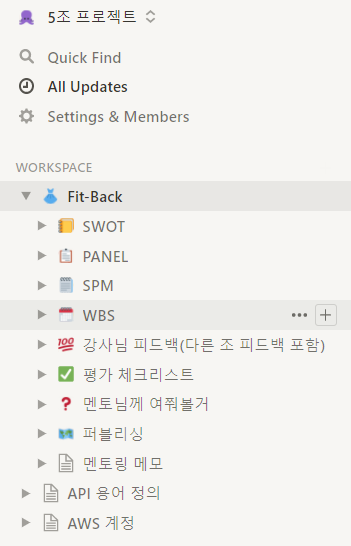 5조 프로젝트
Quick Find
All Updates
Settings & Members
WORKSPACE
Fit-Back
SWOT
PANEL
SPM
WBS
강사님 피드백(다른 조 피드백 포함)
평가 체크리스트
멘토님께 여쭤볼거
퍼블리싱
멘토링 메모
API 용어 정의
AWS 계정